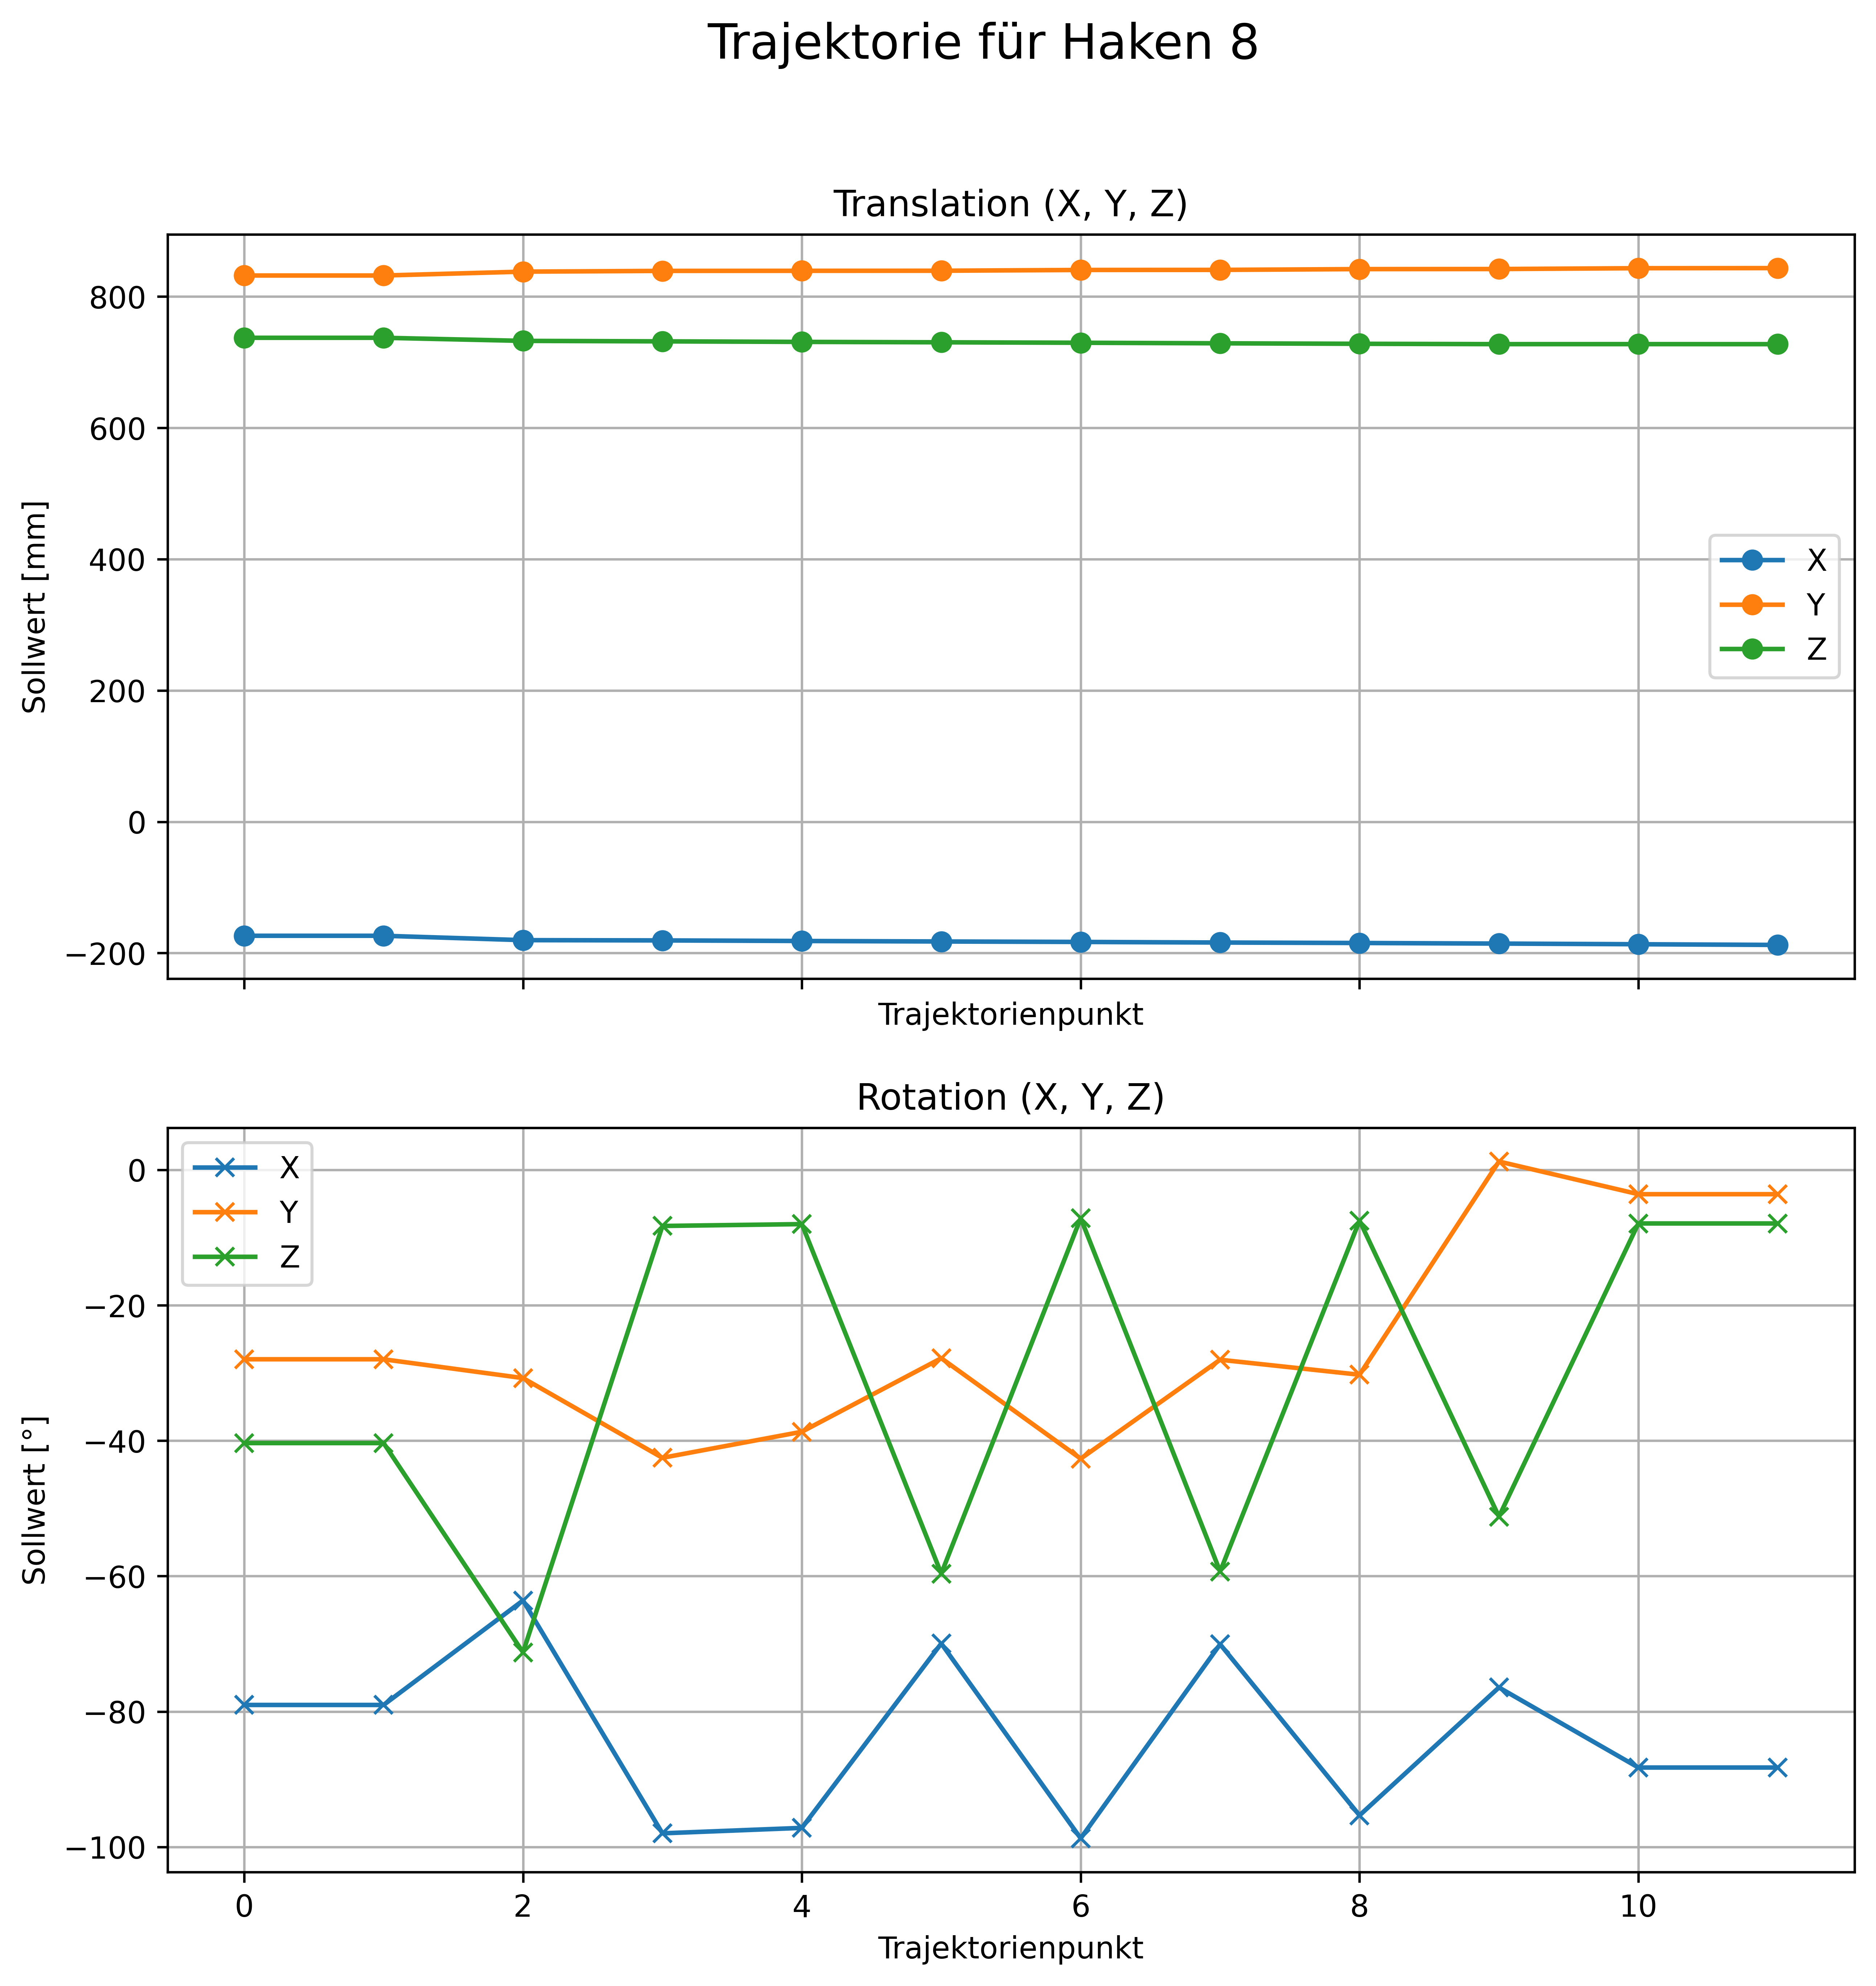 Trajektorie für Haken 8
Translation (X, Y, Z)
800
600
400
200
0
−200
Sollwert [mm]
X
Y
Z
Trajektorienpunkt
Rotation (X, Y, Z)
0
−20
−40
−60
−80
−100
Sollwert [°]
X
Y
Z
0 2 4 6 8 10
Trajektorienpunkt